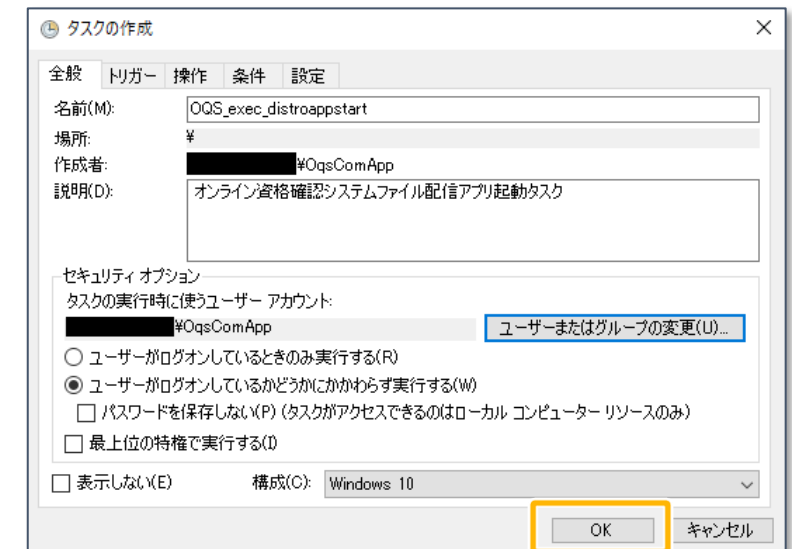 タスクの作成
全般 トリガー 操作 条件 設定
名前(M): OQS_exec_distroappstart
場所: ¥
作成者: ¥OqsComApp
説明(D): オンライン資格確認システムファイル配信アプリ起動タスク
セキュリティ オプション
タスクの実行時に使うユーザー アカウント:
¥OqsComApp ユーザーまたはグループの変更(U)...
ユーザーがログオンしているときのみ実行する(R)
ユーザーがログオンしているかどうかにかかわらず実行する(W)
パスワードを保存しない(P) (タスクがアクセスできるのはローカル コンピューター リソースのみ)
最上位の特権で実行する(I)
表示しない(E) 構成(C): Windows 10
OK キャンセル